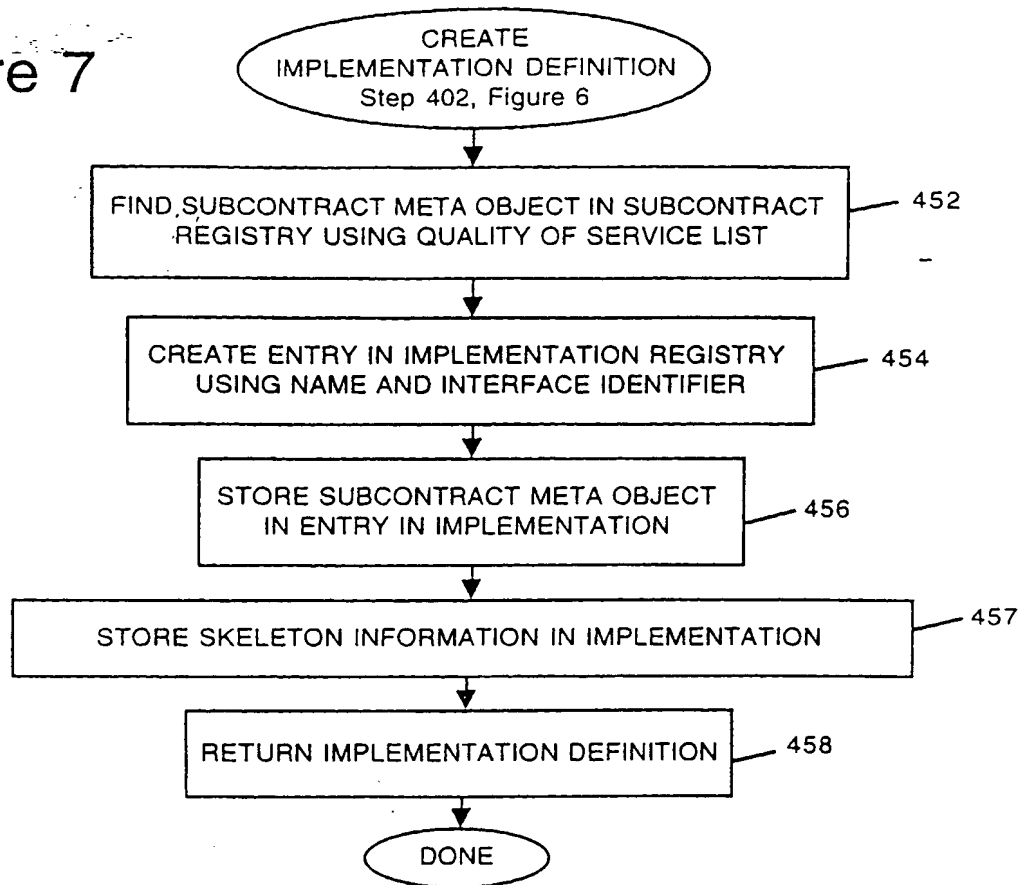 re 7
CREATE
IMPLEMENTATION DEFINITION
Step 402, Figure 6
FIND SUBCONTRACT META OBJECT IN SUBCONTRACT
REGISTRY USING QUALITY OF SERVICE LIST
452
CREATE ENTRY IN IMPLEMENTATION REGISTRY
USING NAME AND INTERFACE IDENTIFIER
454
STORE SUBCONTRACT META OBJECT
IN ENTRY IN IMPLEMENTATION
456
STORE SKELETON INFORMATION IN IMPLEMENTATION
457
RETURN IMPLEMENTATION DEFINITION
458
DONE